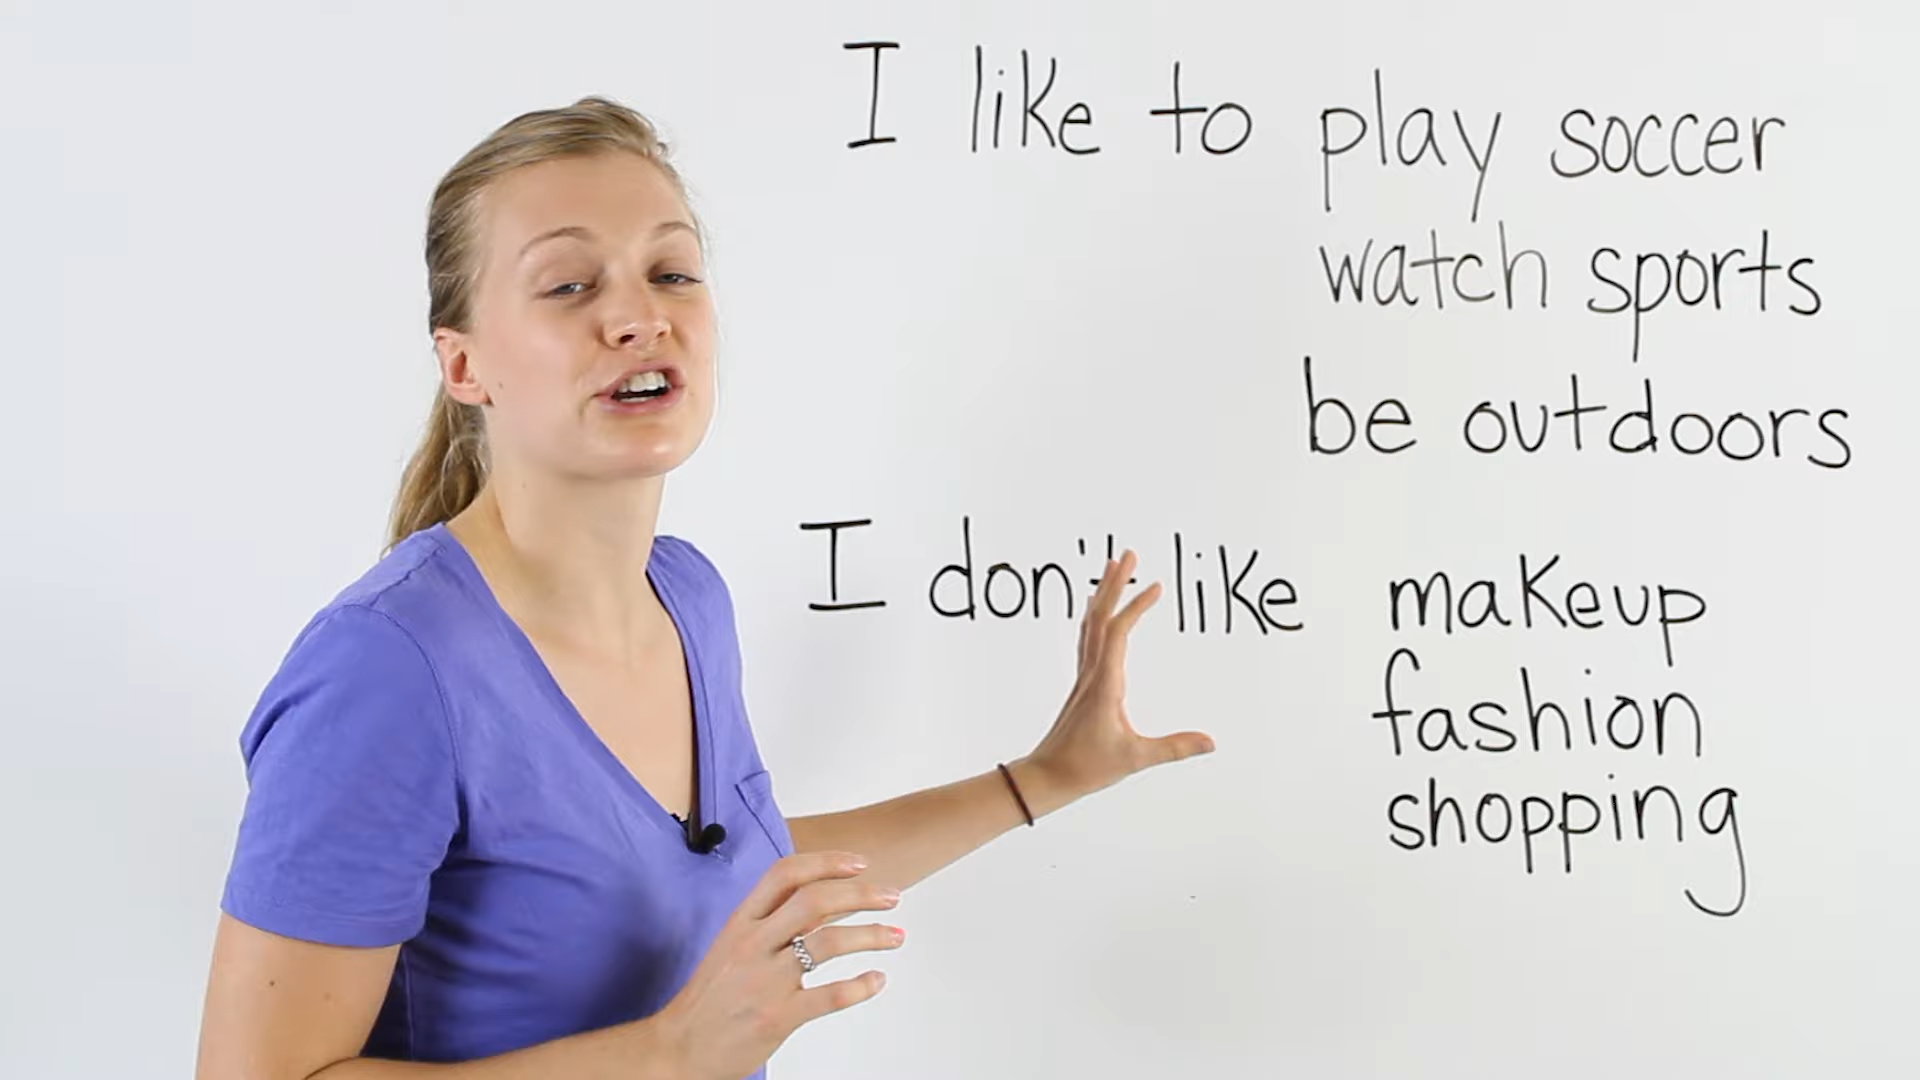 I like to play soccer
watch sports
be outdoors
I don't like makeup
fashion
shopping